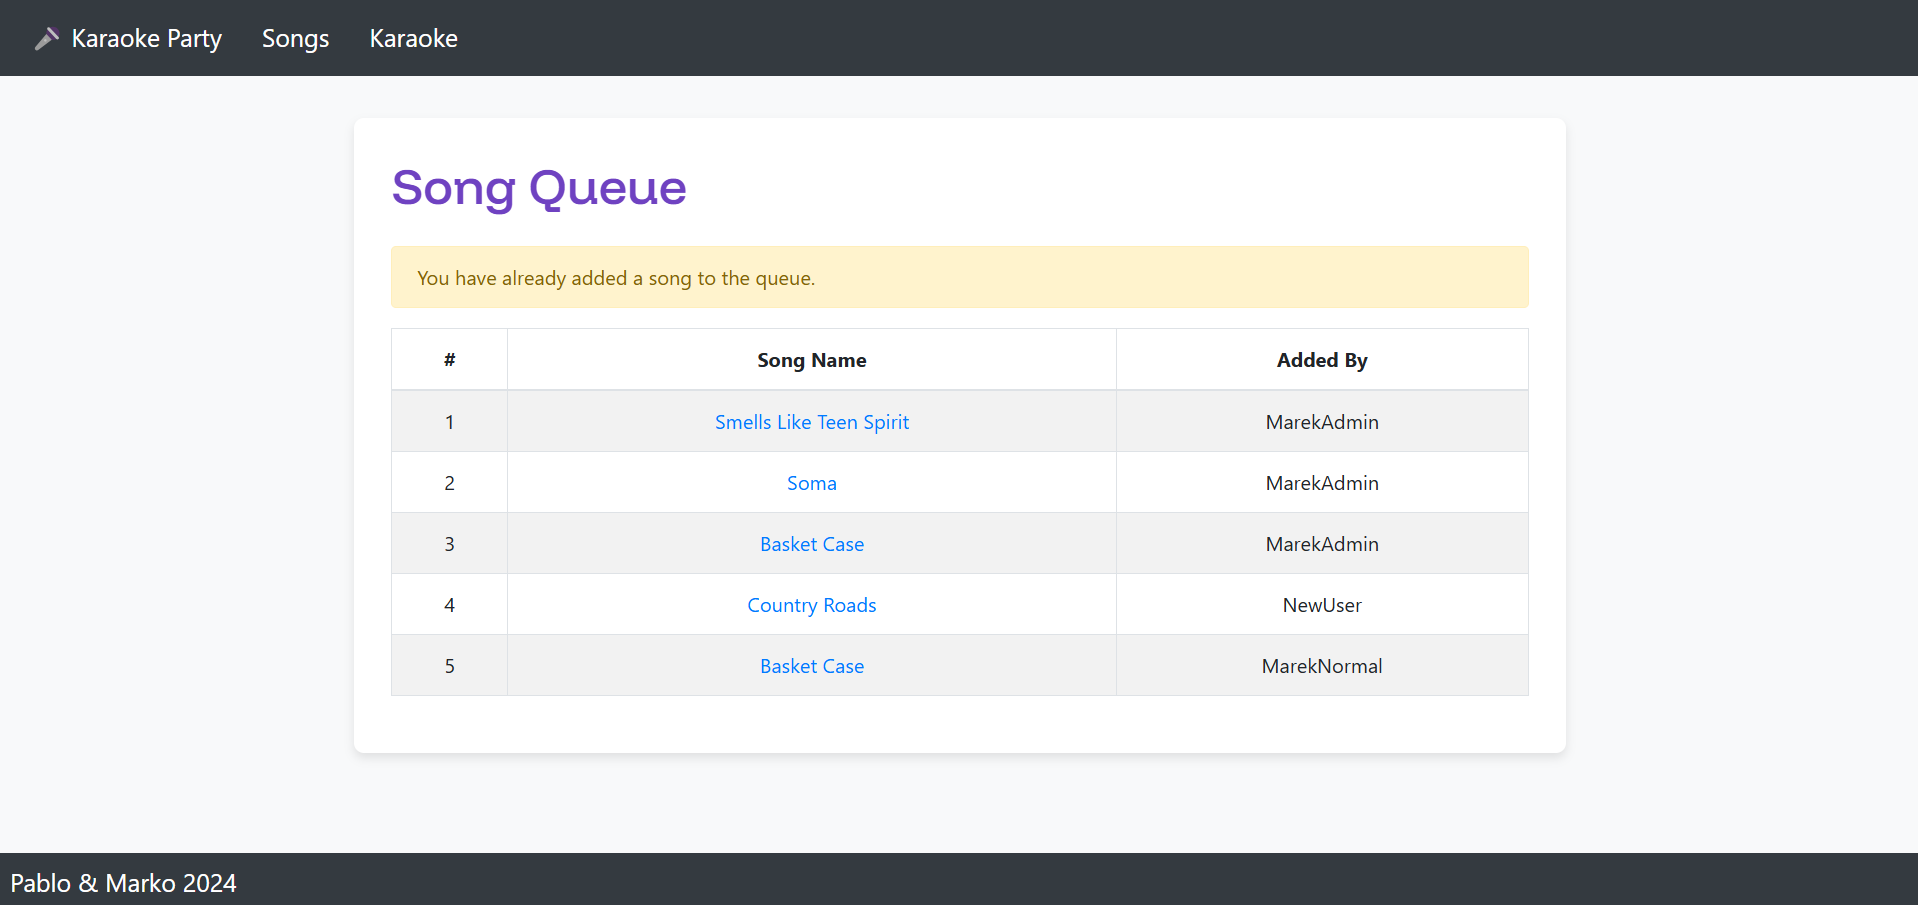 Karaoke Party Songs Karaoke
Song Queue
You have already added a song to the queue.
# Song Name Added By
1 Smells Like Teen Spirit MarekAdmin
2 Soma MarekAdmin
3 Basket Case MarekAdmin
4 Country Roads NewUser
5 Basket Case MarekNormal
Pablo & Marko 2024